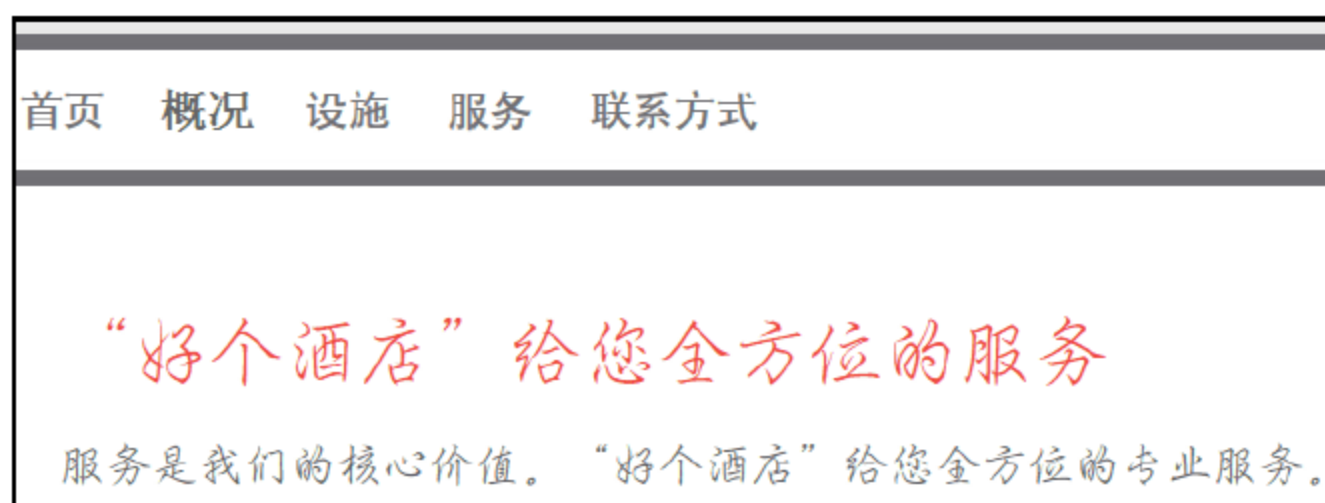 首页 概况 设施 服务 联系方式
“好个酒店”给您全方位的服务
服务是我们的核心价值。“好个酒店”给您全方位的专业服务。